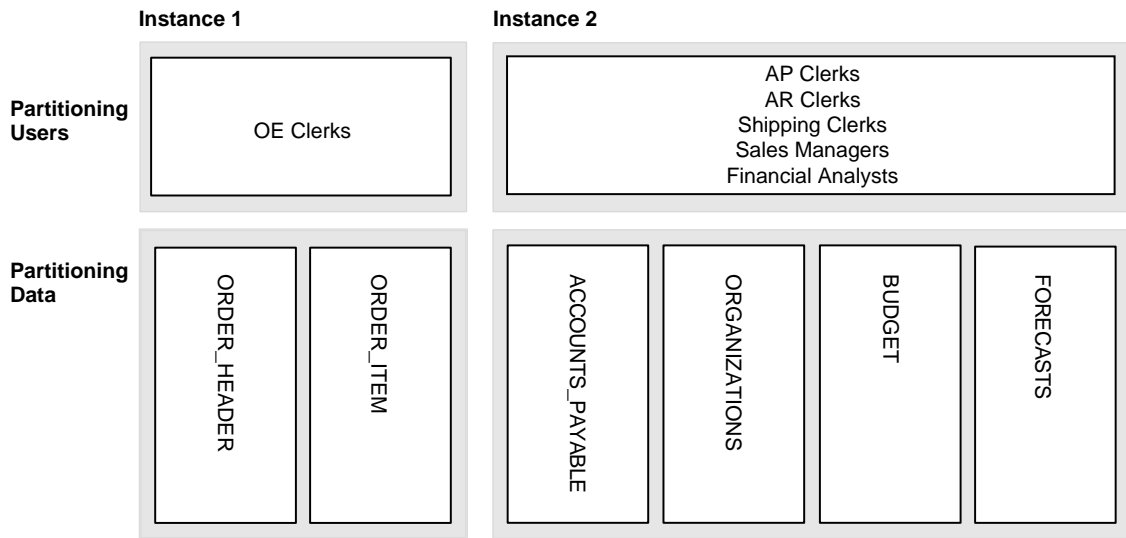 Instance 1
Instance 2
Partitioning
Users
OE Clerks
AP Clerks
AR Clerks
Shipping Clerks
Sales Managers
Financial Analysts
Partitioning
Data
ORDER_HEADER
ORDER_ITEM
ACCOUNTS_PAYABLE
ORGANIZATIONS
BUDGET
FORECASTS